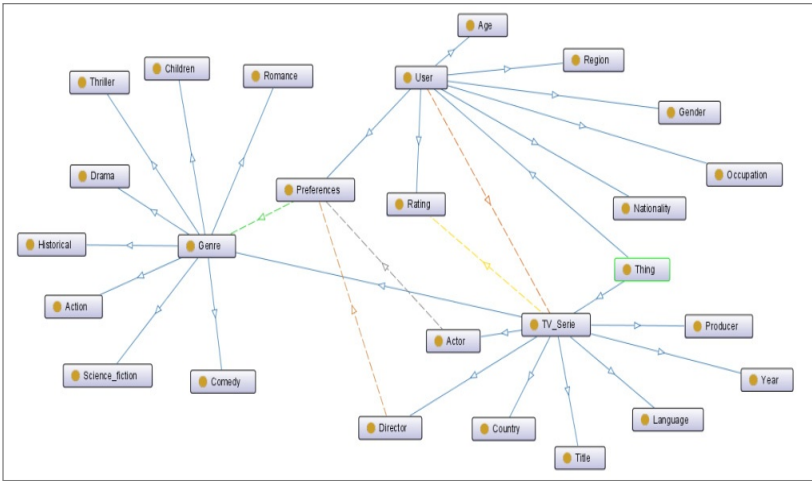 Age
User
Region
Children
Romance
Thriller
Gender
Occupation
Drama
Preferences
Rating
Nationality
Historical
Genre
Thing
Action
TV_Serie
Producer
Actor
Science_fiction
Comedy
Year
Language
Director
Country
Title